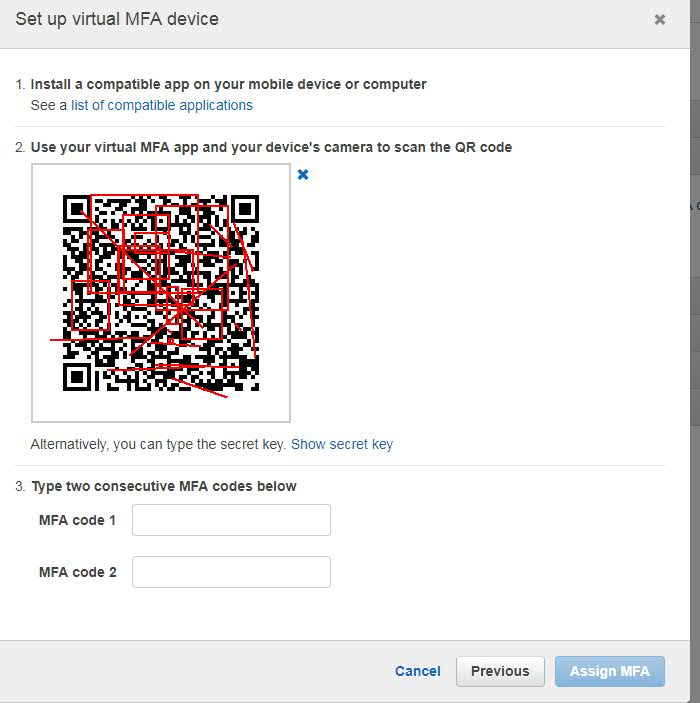 Set up virtual MFA device
1. Install a compatible app on your mobile device or computer
See a list of compatible applications
2. Use your virtual MFA app and your device's camera to scan the QR code
Alternatively, you can type the secret key. Show secret key
3. Type two consecutive MFA codes below
MFA code 1
MFA code 2
Cancel Previous Assign MFA